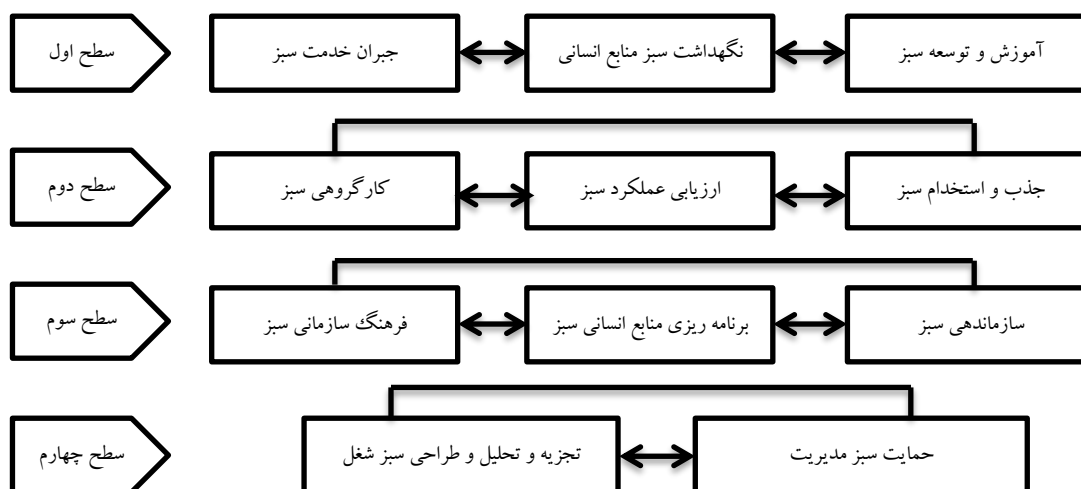 سطح اول
جبران خدمت سبز
نگهداشت سبز منابع انسانی
آموزش و توسعه سبز
سطح دوم
کارگروهی سبز
ارزیابی عملکرد سبز
جذب و استخدام سبز
سطح سوم
فرهنگ سازمانی سبز
برنامه ریزی منابع انسانی سبز
سازماندهی سبز
سطح چهارم
تجزیه و تحلیل و طراحی سبز شغل
حمایت سبز مدیریت